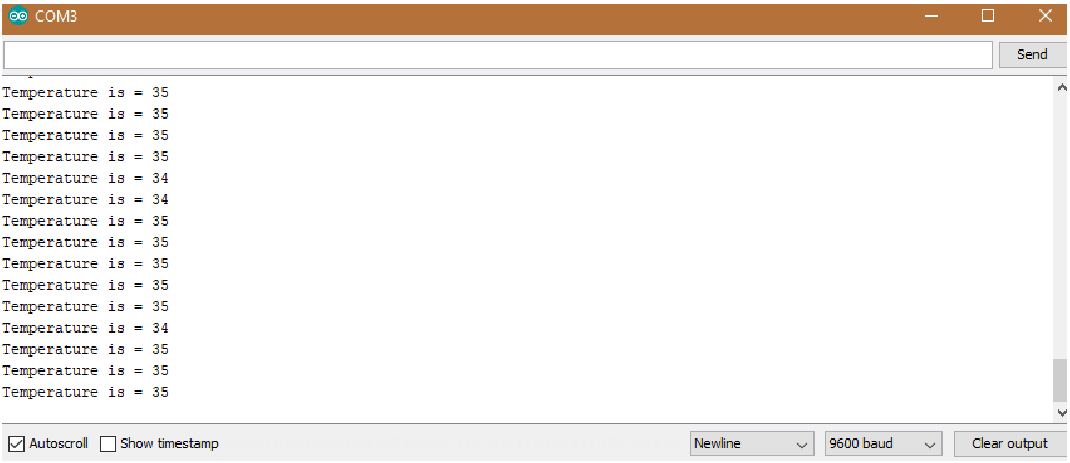 COM3
Send
Temperature is = 35
Temperature is = 35
Temperature is = 35
Temperature is = 35
Temperature is = 34
Temperature is = 34
Temperature is = 35
Temperature is = 35
Temperature is = 35
Temperature is = 35
Temperature is = 35
Temperature is = 34
Temperature is = 35
Temperature is = 35
Temperature is = 35
Autoscroll Show timestamp Newline 9600 baud Clear output